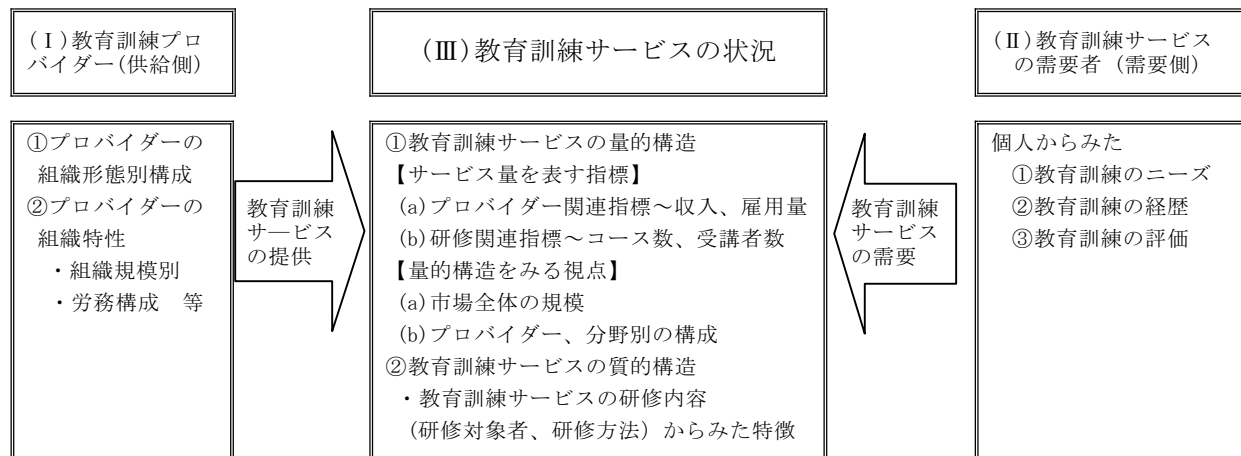 (Ⅰ)教育訓練プロ
バイダー(供給側)
(Ⅲ)教育訓練サービスの状況
(Ⅱ)教育訓練サービス
の需要者（需要側）
①プロバイダーの
組織形態別構成
②プロバイダーの
組織特性
・組織規模別
・労務構成　等
教育訓練
サービス
の提供
①教育訓練サービスの量的構造
【サービス量を表す指標】
(a)プロバイダー関連指標～収入、雇用量
(b)研修関連指標～コース数、受講者数
【量的構造をみる視点】
(a)市場全体の規模
(b)プロバイダー、分野別の構成
②教育訓練サービスの質的構造
・教育訓練サービスの研修内容
(研修対象者、研修方法）からみた特徴
教育訓練
サービス
の需要
個人からみた
①教育訓練のニーズ
②教育訓練の経歴
③教育訓練の評価